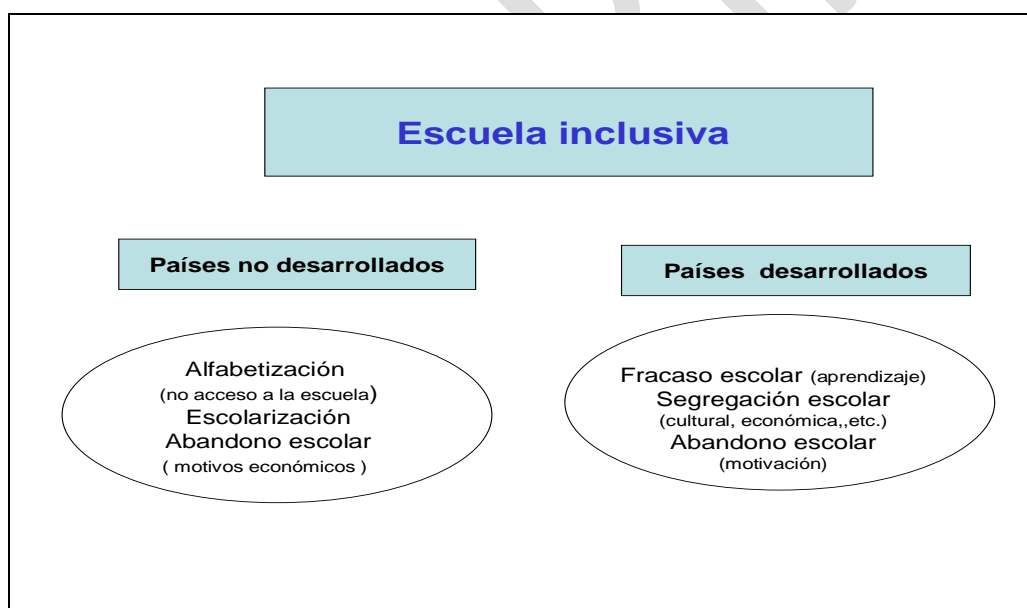 Escuela inclusiva
Países no desarrollados
Alfabetización
(no acceso a la escuela)
Escolarización
Abandono escolar
( motivos económicos )
Países desarrollados
Fracaso escolar (aprendizaje)
Segregación escolar
(cultural, económica,,etc.)
Abandono escolar
(motivación)